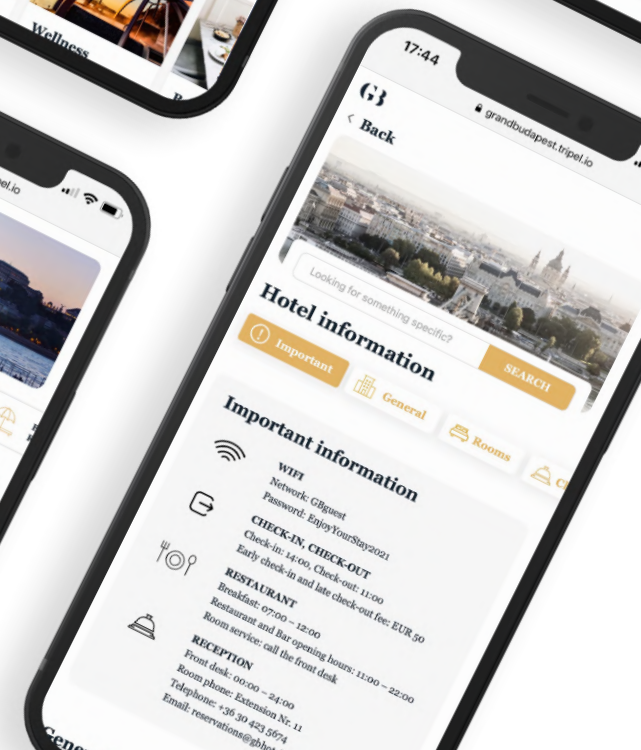 Wellness
17:44
grandbudapest.tripel.io
GB
Back
Looking for something specific?
SEARCH
Hotel information
Important
General
Rooms
Important information
WIFI
Network: GBguest
Password: EnjoyYourStay2021
CHECK-IN, CHECK-OUT
Check-in: 14:00, Check-out: 11:00
Early check-in and late check-out fee: EUR 50
RESTAURANT
Breakfast: 07:00 – 12:00
Restaurant and Bar opening hours: 11:00 – 22:00
Room service: call the front desk
RECEPTION
Front desk: 00:00 – 24:00
Room phone: Extension Nr. 11
Telephone: +36 30 423 5674
Email: